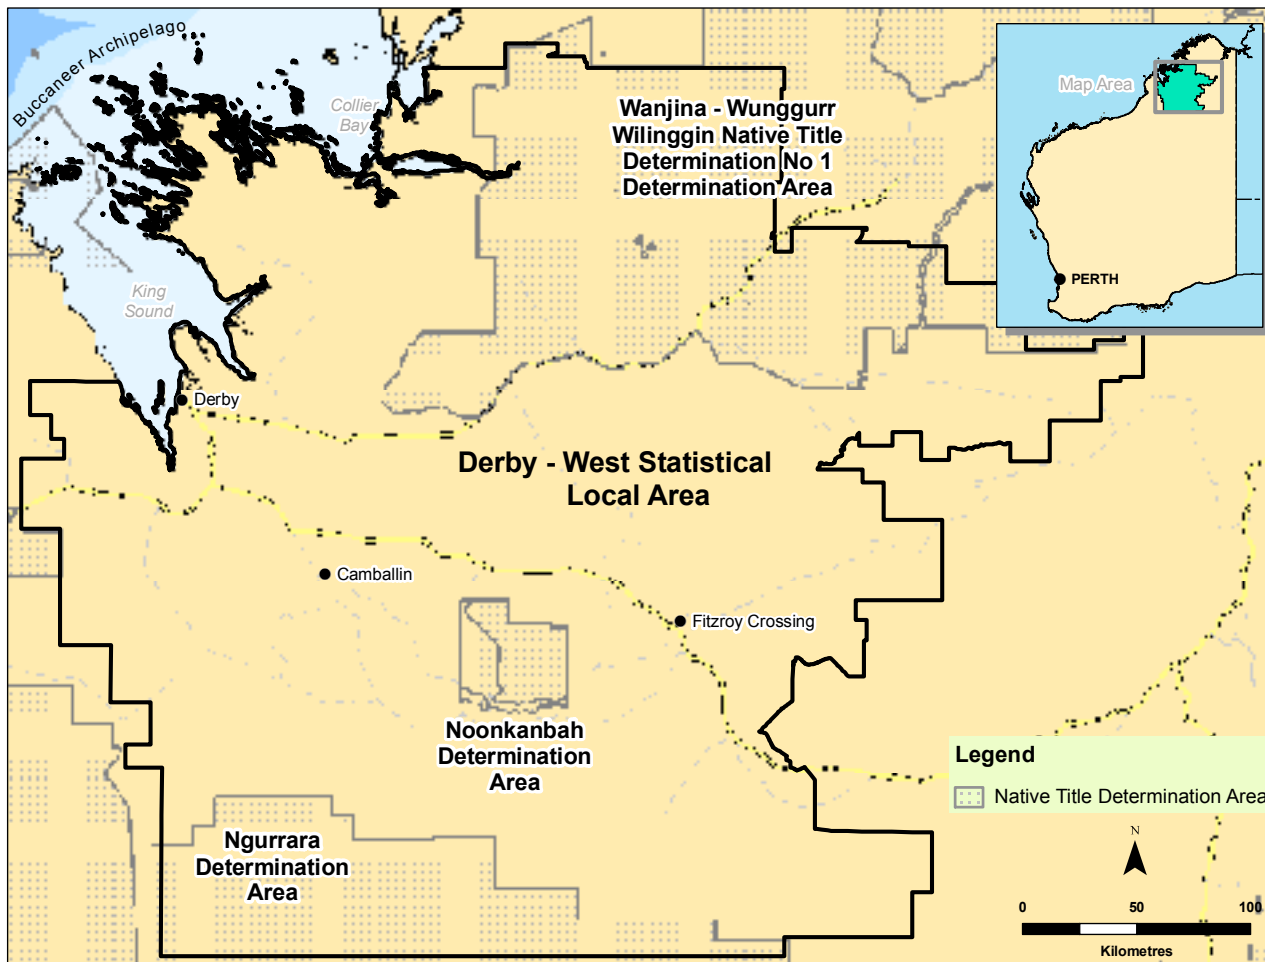 Buccaneer Archipelago
Collier
Bay
Wanjina - Wunggurr
Wilinggin Native Title
Determination No 1
Determination Area
Map Area
PERTH
King
Sound
Derby
Derby - West Statistical
Local Area
Camballin
Fitzroy Crossing
Noonkanbah
Determination
Area
Ngurrara
Determination
Area
Legend
Native Title Determination Area
N
0 50 100
Kilometres